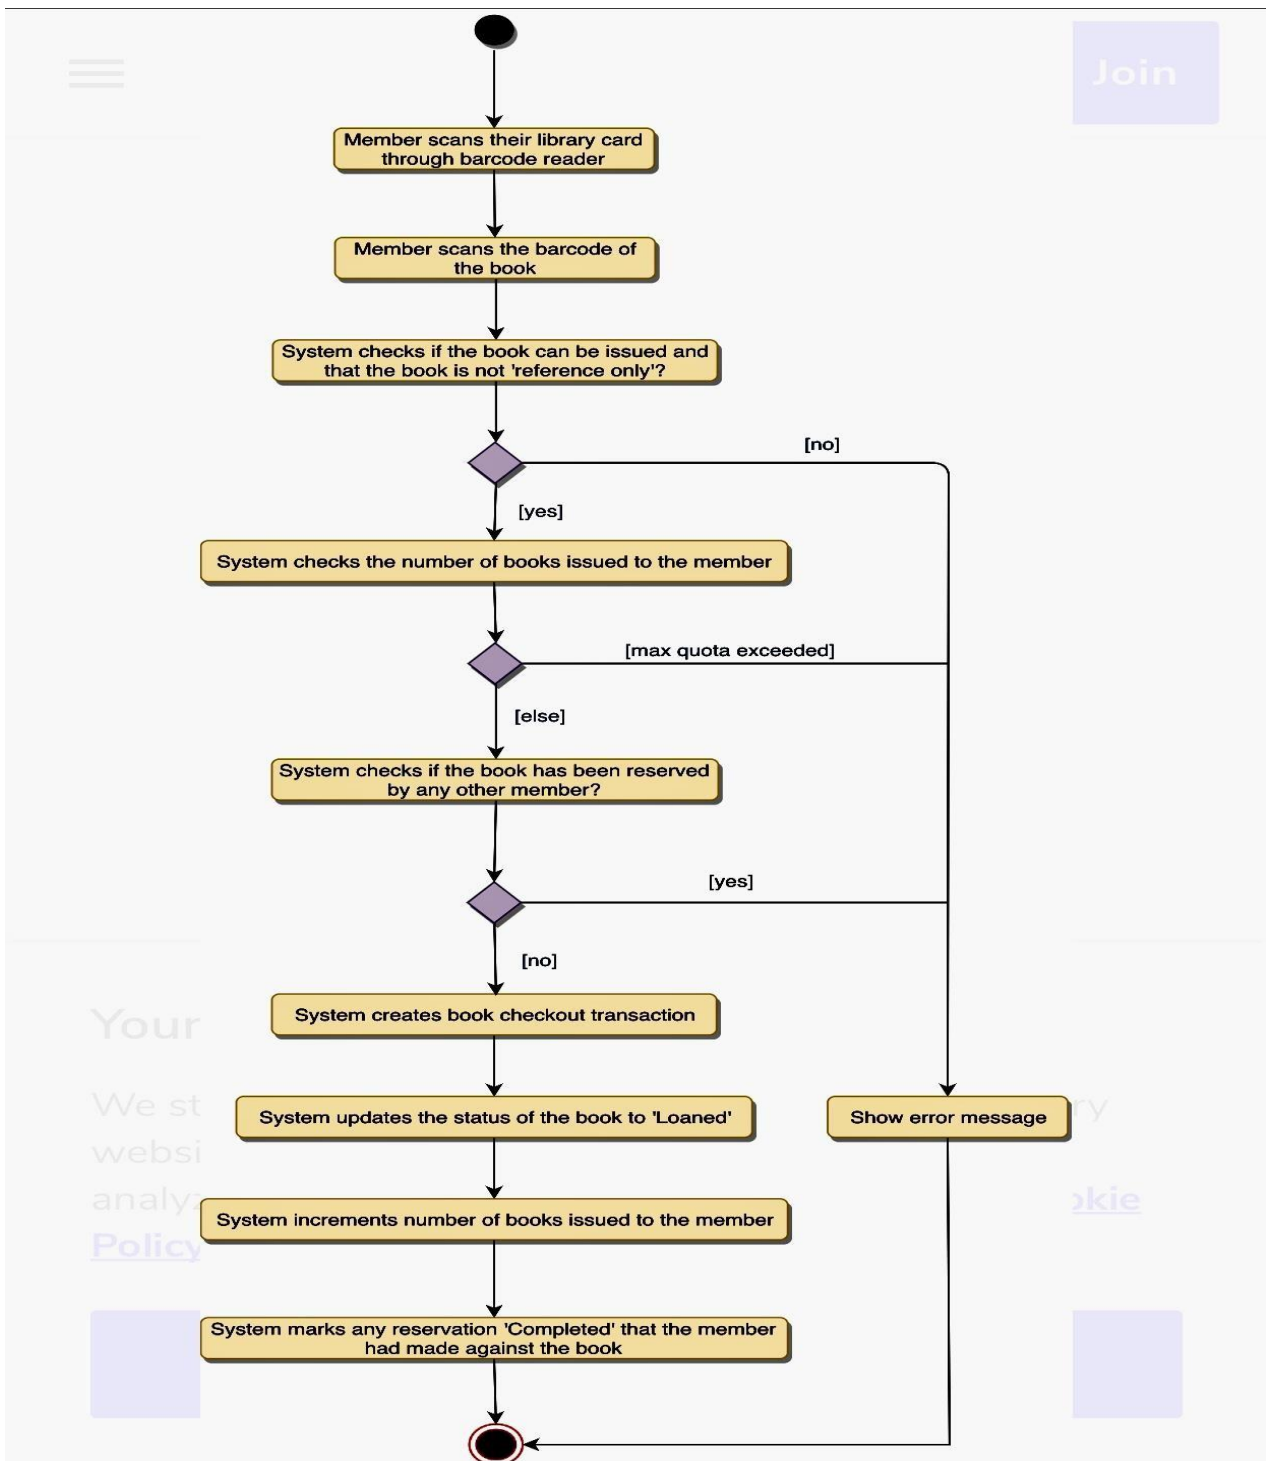 Join
Member scans their library card
through barcode reader
Member scans the barcode of
the book
System checks if the book can be issued and
that the book is not 'reference only'?
[no]
[yes]
System checks the number of books issued to the member
[max quota exceeded]
[else]
System checks if the book has been reserved
by any other member?
[yes]
[no]
System creates book checkout transaction
System updates the status of the book to 'Loaned'
Show error message
System increments number of books issued to the member
System marks any reservation 'Completed' that the member
had made against the book
Your
We
Policy